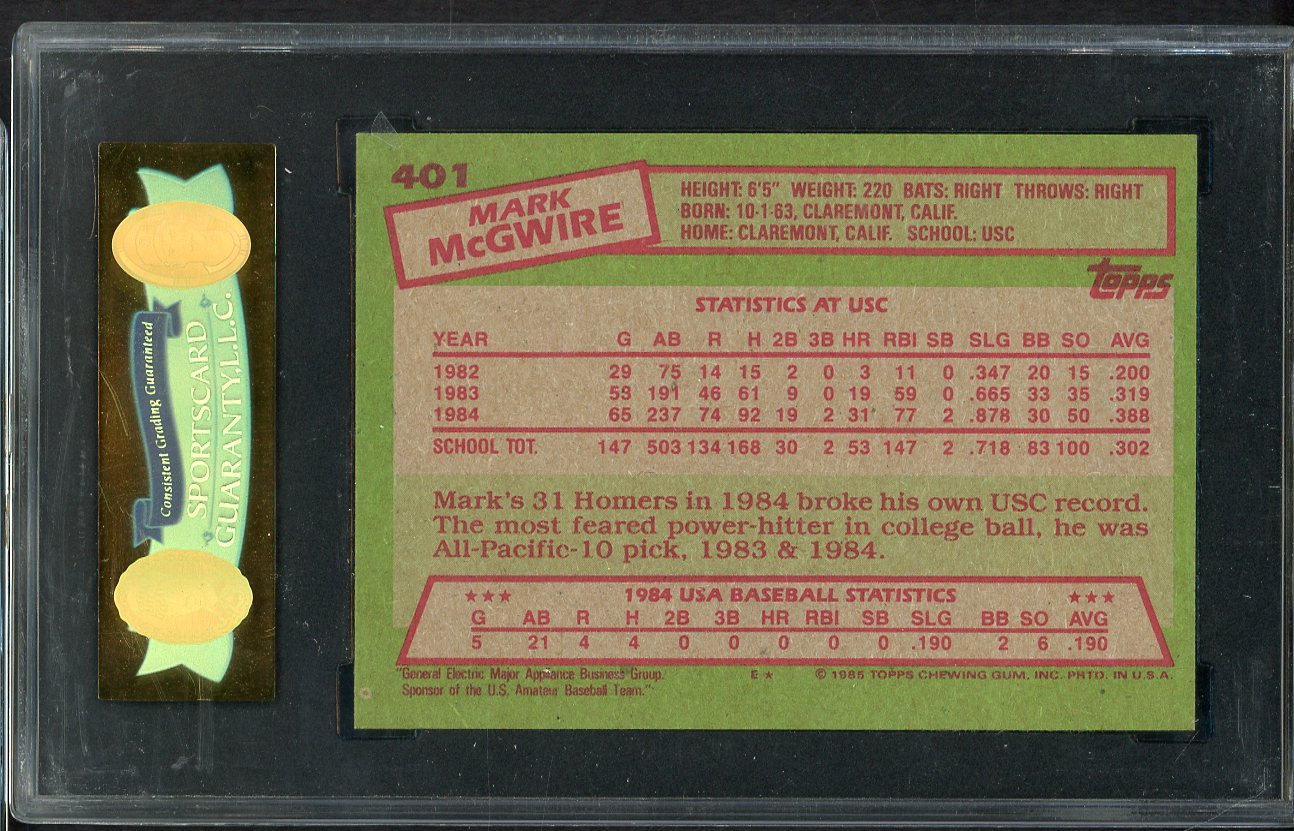 Consistent Grading Guaranteed
SPORTSCARD
GUARANTY, L.L.C.
401
MARK
McGWIRE
HEIGHT: 6'5" WEIGHT: 220 BATS: RIGHT THROWS: RIGHT
BORN: 10-1-63, CLAREMONT, CALIF.
HOME: CLAREMONT, CALIF. SCHOOL: USC
topps
STATISTICS AT USC
YEAR G AB R H 2B 3B HR RBI SB SLG BB SO AVG
1982 29 75 14 15 2 0 3 11 0 .347 20 15 .200
1983 53 191 46 61 9 0 19 59 0 .665 33 35 .319
1984 65 237 74 92 19 2 31 77 2 .878 30 50 .388
SCHOOL TOT. 147 503 134 168 30 2 53 147 2 .718 83 100 .302
Mark's 31 Homers in 1984 broke his own USC record.
The most feared power-hitter in college ball, he was
All-Pacific-10 pick, 1983 & 1984.
★★★ 1984 USA BASEBALL STATISTICS ★★★
G AB R H 2B 3B HR RBI SB SLG BB SO AVG
5 21 4 4 0 0 0 0 0 .190 2 6 .190
"General Electric Major Appliance Business Group.
Sponsor of the U.S. Amateur Baseball Team."
E ★ © 1985 TOPPS CHEWING GUM, INC. PRTD. IN U.S.A.